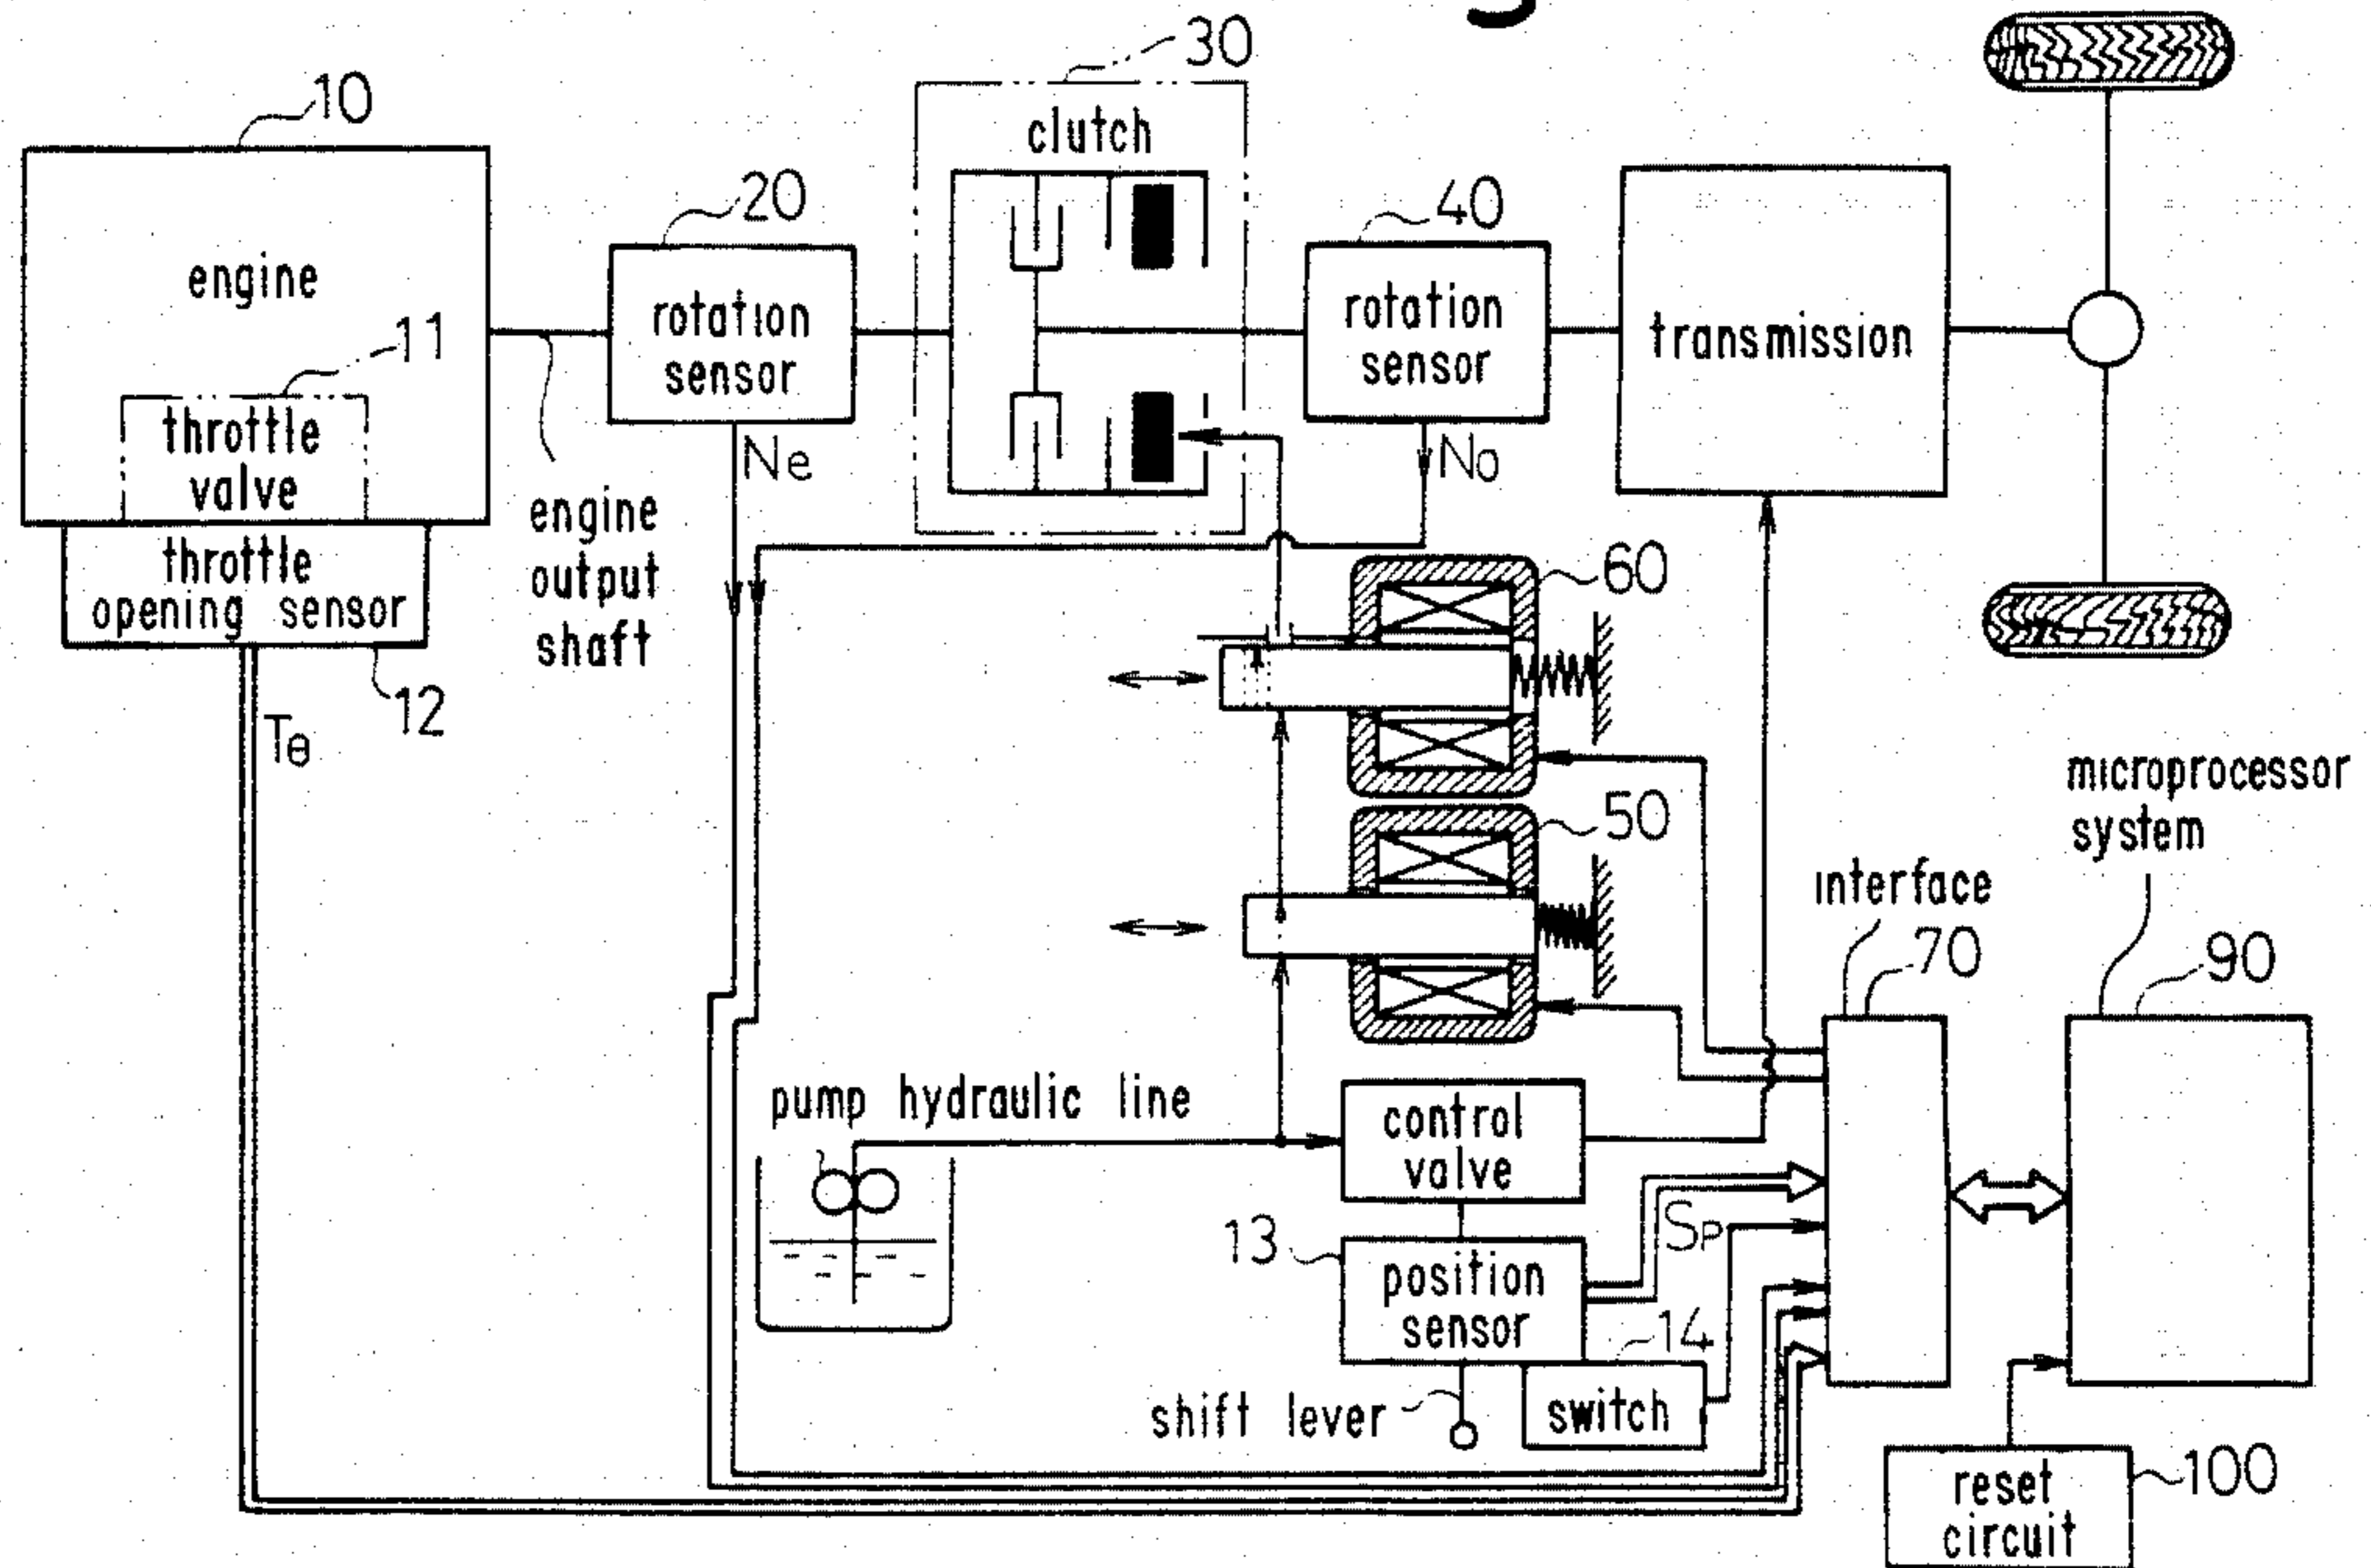 30
10
clutch
20
40
engine
rotation
sensor
rotation
sensor
transmission
11
throttle
valve
Ne
No
engine
output
shaft
throttle
opening sensor
60
12
Tθ
microprocessor
system
50
interface
70
90
pump hydraulic line
control
valve
13
SP
position
sensor
14
shift lever
switch
100
reset
circuit